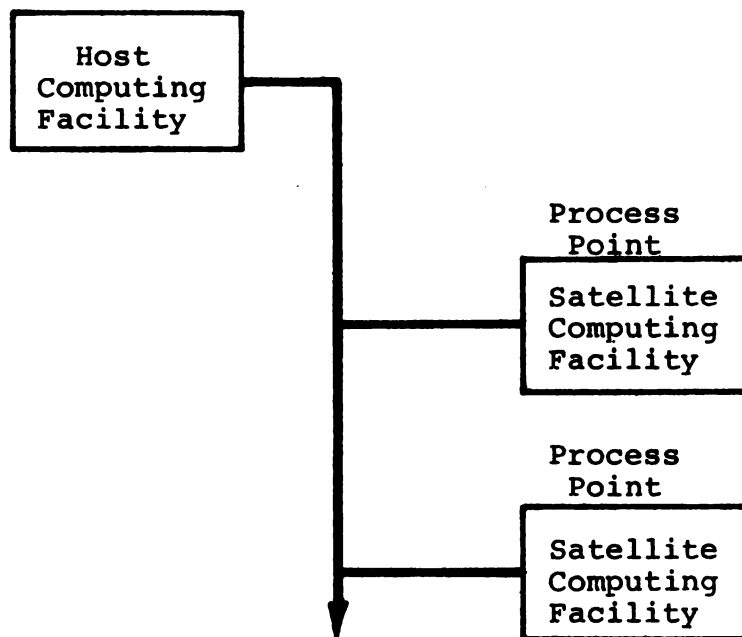 Host
Computing
Facility
Process
Point
Satellite
Computing
Facility
Process
Point
Satellite
Computing
Facility